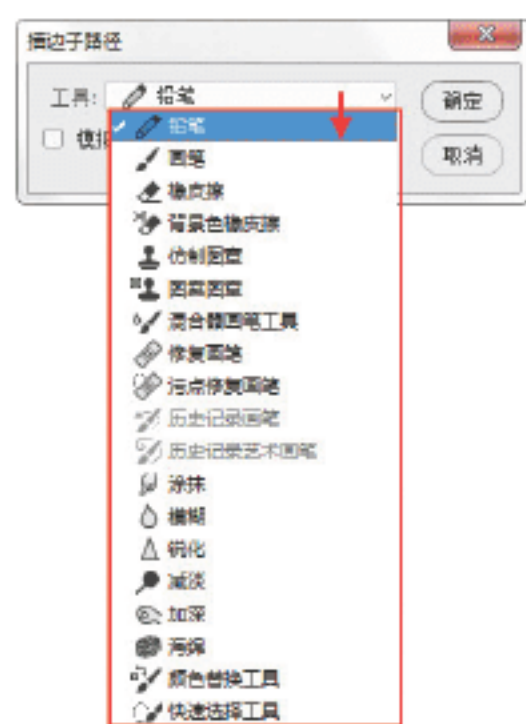 描边子路径
工具: 铅笔
确定
模拟
取消
铅笔
画笔
橡皮擦
背景色橡皮擦
仿制图章
图案图章
混合器画笔工具
修复画笔
污点修复画笔
历史记录画笔
历史记录艺术画笔
涂抹
模糊
锐化
减淡
加深
海绵
颜色替换工具
快速选择工具